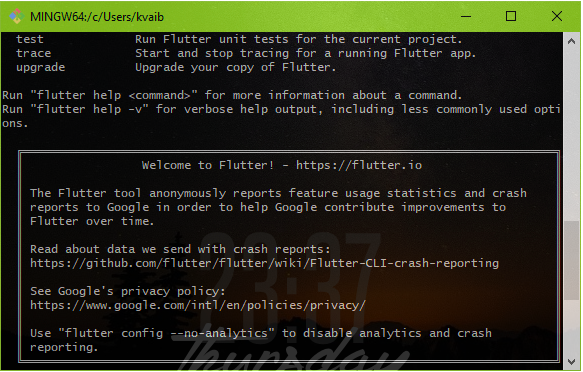 MINGW64:/c/Users/kvaib
test Run Flutter unit tests for the current project.
trace Start and stop tracing for a running Flutter app.
upgrade Upgrade your copy of Flutter.
Run "flutter help <command>" for more information about a command.
Run "flutter help -v" for verbose help output, including less commonly used opti
ons.
Welcome to Flutter! - https://flutter.io
The Flutter tool anonymously reports feature usage statistics and crash
reports to Google in order to help Google contribute improvements to
Flutter over time.
Read about data we send with crash reports:
https://github.com/flutter/flutter/wiki/Flutter-CLI-crash-reporting
See Google's privacy policy:
https://www.google.com/intl/en/policies/privacy/
Use "flutter config --no-analytics" to disable analytics and crash
reporting.
23:37
Thursday